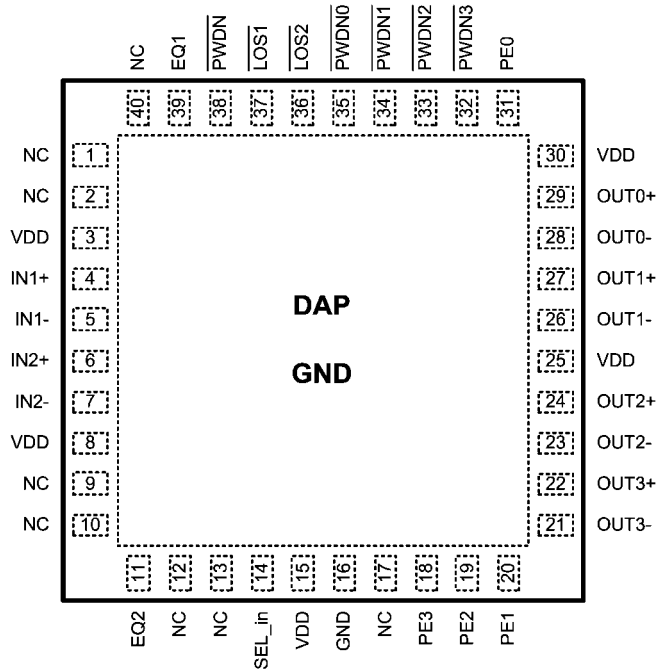 NC
EQ1
PWDN
LOS1
LOS2
PWDN0
PWDN1
PWDN2
PWDN3
PE0
40
39
38
37
36
35
34
33
32
31
NC 1
NC 2
VDD 3
IN1+ 4
IN1- 5
IN2+ 6
IN2- 7
VDD 8
NC 9
NC 10
DAP
GND
30 VDD
29 OUT0+
28 OUT0-
27 OUT1+
26 OUT1-
25 VDD
24 OUT2+
23 OUT2-
22 OUT3+
21 OUT3-
11
12
13
14
15
16
17
18
19
20
EQ2
NC
NC
SEL_in
VDD
GND
NC
PE3
PE2
PE1